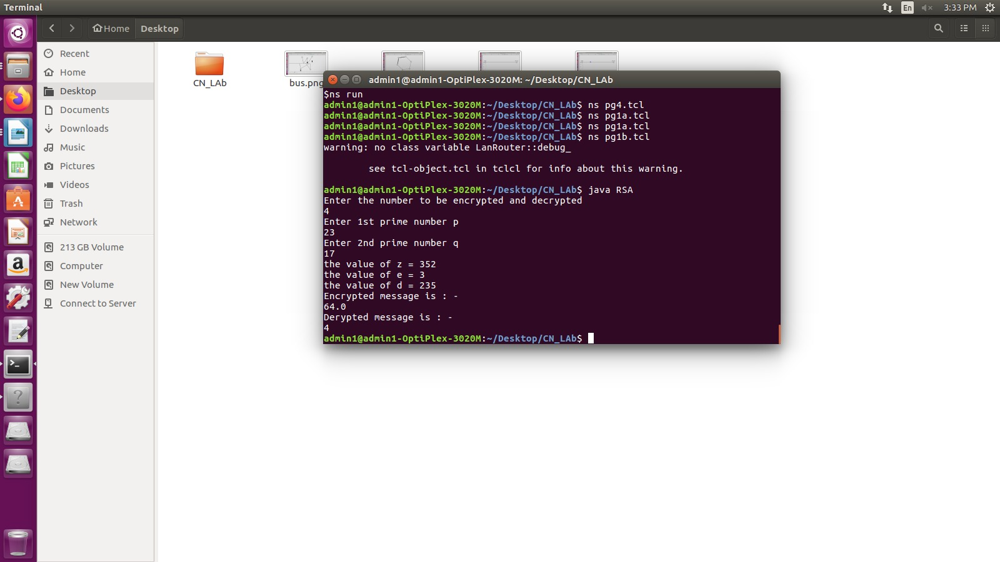 Terminal
En
3:33 PM
Home
Desktop
Recent
Home
Desktop
Documents
Downloads
Music
Pictures
Videos
Trash
Network
213 GB Volume
Computer
New Volume
Connect to Server
CN_LAb
bus.png
admin1@admin1-OptiPlex-3020M: ~/Desktop/CN_LAb
$ns run
admin1@admin1-OptiPlex-3020M:~/Desktop/CN_LAb$ ns pg4.tcl
admin1@admin1-OptiPlex-3020M:~/Desktop/CN_LAb$ ns pg1a.tcl
admin1@admin1-OptiPlex-3020M:~/Desktop/CN_LAb$ ns pg1a.tcl
admin1@admin1-OptiPlex-3020M:~/Desktop/CN_LAb$ ns pg1b.tcl
warning: no class variable LanRouter::debug_
see tcl-object.tcl in tclcl for info about this warning.
admin1@admin1-OptiPlex-3020M:~/Desktop/CN_LAb$ java RSA
Enter the number to be encrypted and decrypted
4
Enter 1st prime number p
23
Enter 2nd prime number q
17
the value of z = 352
the value of e = 3
the value of d = 235
Encrypted message is : -
64.0
Derypted message is : -
4
admin1@admin1-OptiPlex-3020M:~/Desktop/CN_LAb$